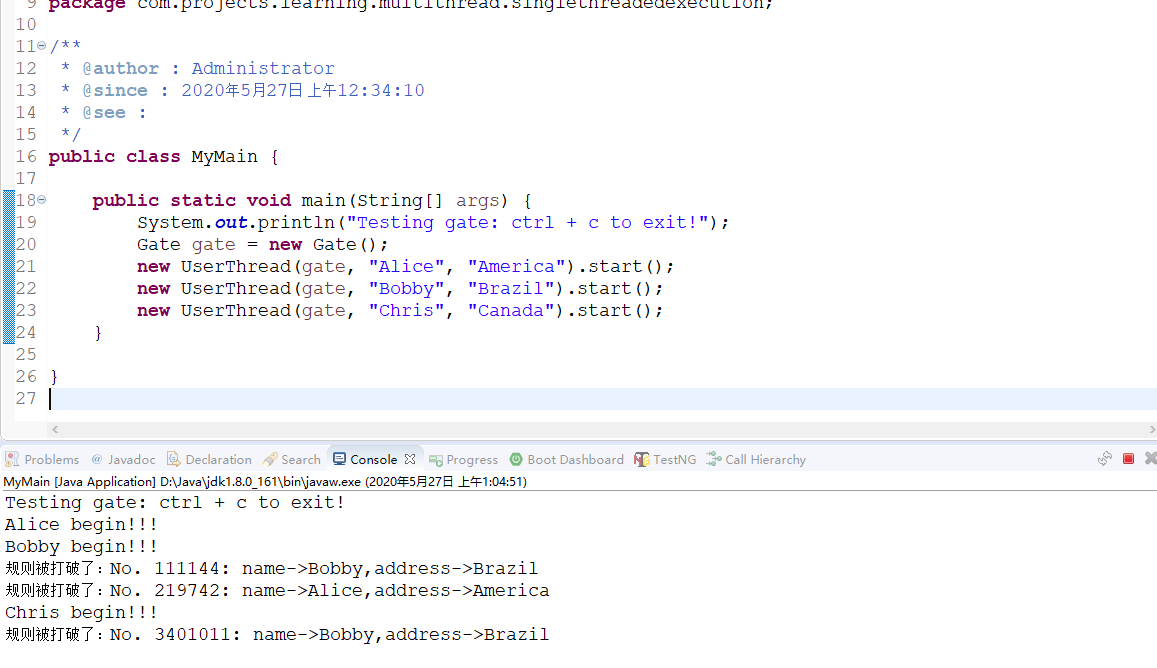 9 package com.projects.learning.multithread.singlethreadedexecution;
10
11 /**
12  * @author : Administrator
13  * @since : 2020年5月27日 上午12:34:10
14  * @see :
15  */
16 public class MyMain {
17
18     public static void main(String[] args) {
19         System.out.println("Testing gate: ctrl + c to exit!");
20         Gate gate = new Gate();
21         new UserThread(gate, "Alice", "America").start();
22         new UserThread(gate, "Bobby", "Brazil").start();
23         new UserThread(gate, "Chris", "Canada").start();
24     }
25
26 }
27
Problems @ Javadoc Declaration Search Console Progress Boot Dashboard TestNG Call Hierarchy
MyMain [Java Application] D:\Java\jdk1.8.0_161\bin\javaw.exe (2020年5月27日 上午1:04:51)
Testing gate: ctrl + c to exit!
Alice begin!!!
Bobby begin!!!
规则被打破了：No. 111144: name->Bobby,address->Brazil
规则被打破了：No. 219742: name->Alice,address->America
Chris begin!!!
规则被打破了：No. 3401011: name->Bobby,address->Brazil